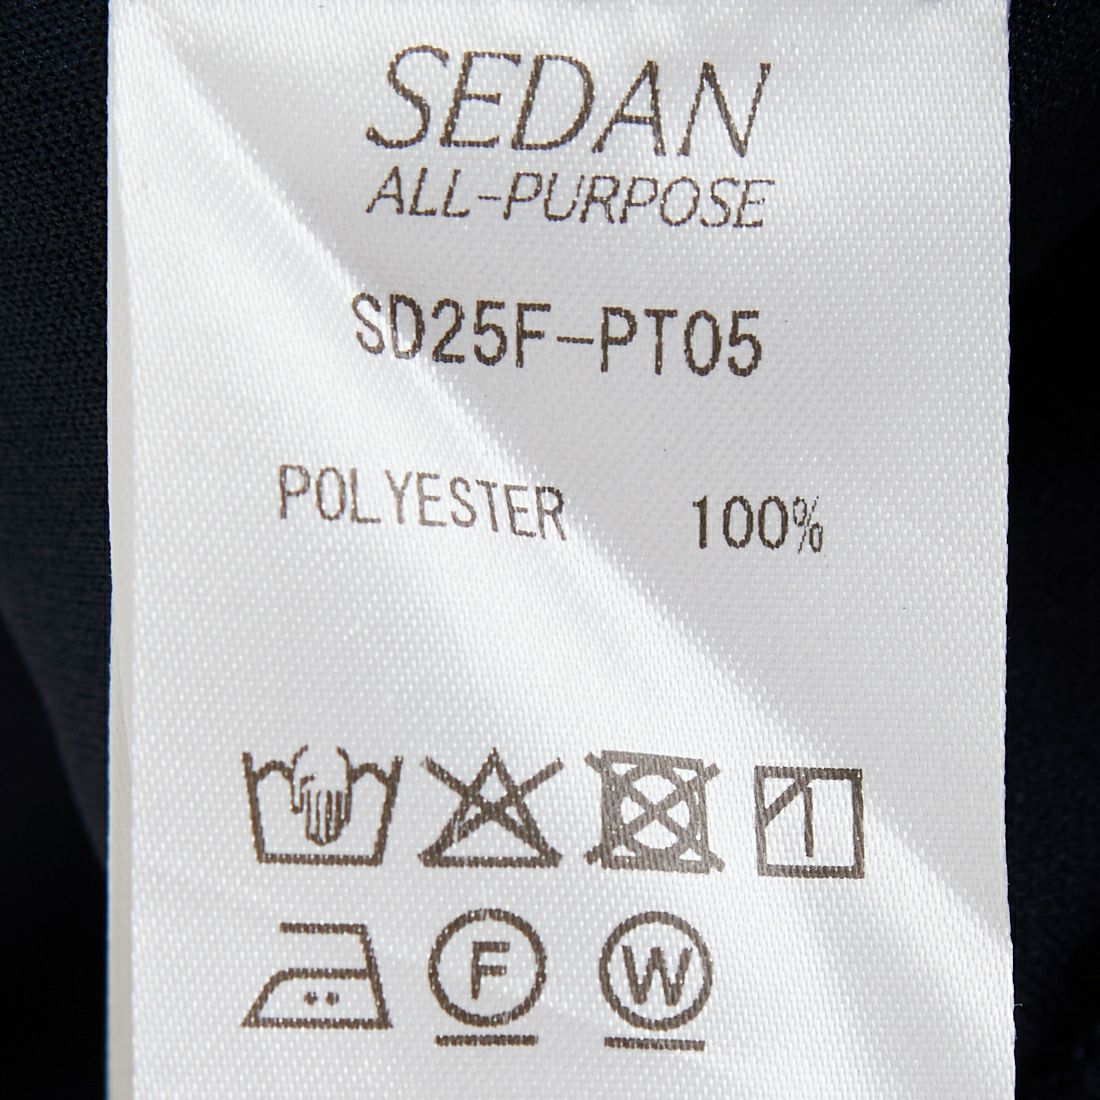 SEDAN
ALL-PURPOSE
SD25F-PT05
POLYESTER 100%
F W